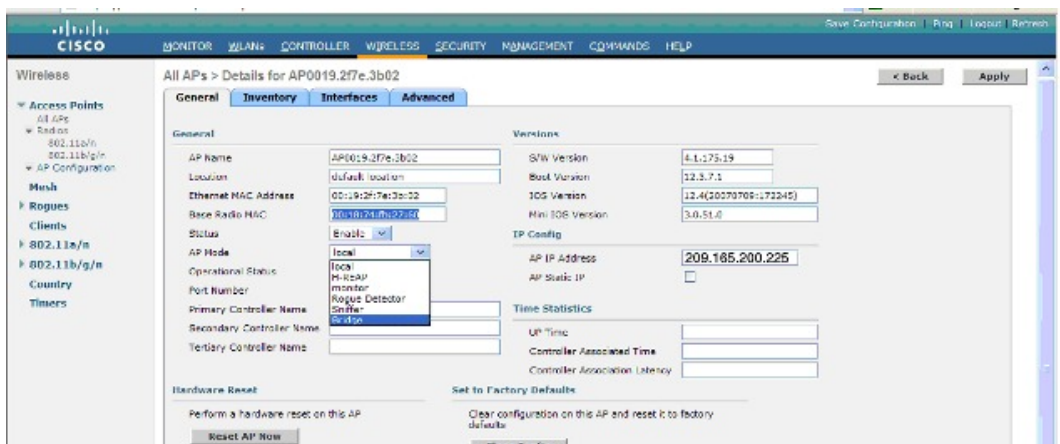 Save Configuration | Ping | Logout | Refresh
CISCO
MONITOR WLANs CONTROLLER WIRELESS SECURITY MANAGEMENT COMMANDS HELP
Wireless
Access Points
All APs
Radios
802.11a/n
802.11b/g/n
AP Configuration
Mesh
Rogues
Clients
802.11a/n
802.11b/g/n
Country
Timers
All APs > Details for AP0019.2f7e.3b02
< Back
Apply
General Inventory Interfaces Advanced
General
AP Name AP0019.2f7e.3b02
Location default location
Ethernet MAC Address
Base Radio MAC
Status Enable
AP Mode local
local
H-REAP
monitor
Rogue Detector
Sniffer
Bridge
Operational Status
Port Number
Primary Controller Name
Secondary Controller Name
Tertiary Controller Name
Versions
S/W Version 4.1.175.19
Boot Version 12.3.7.1
IOS Version 12.4(20070709:172245)
Mini IOS Version 3.0.51.0
IP Config
AP IP Address 209.165.200.225
AP Static IP
Time Statistics
UP Time
Controller Associated Time
Controller Association Latency
Hardware Reset
Perform a hardware reset on this AP
Reset AP Now
Set to Factory Defaults
Clear configuration on this AP and reset it to factory
defaults